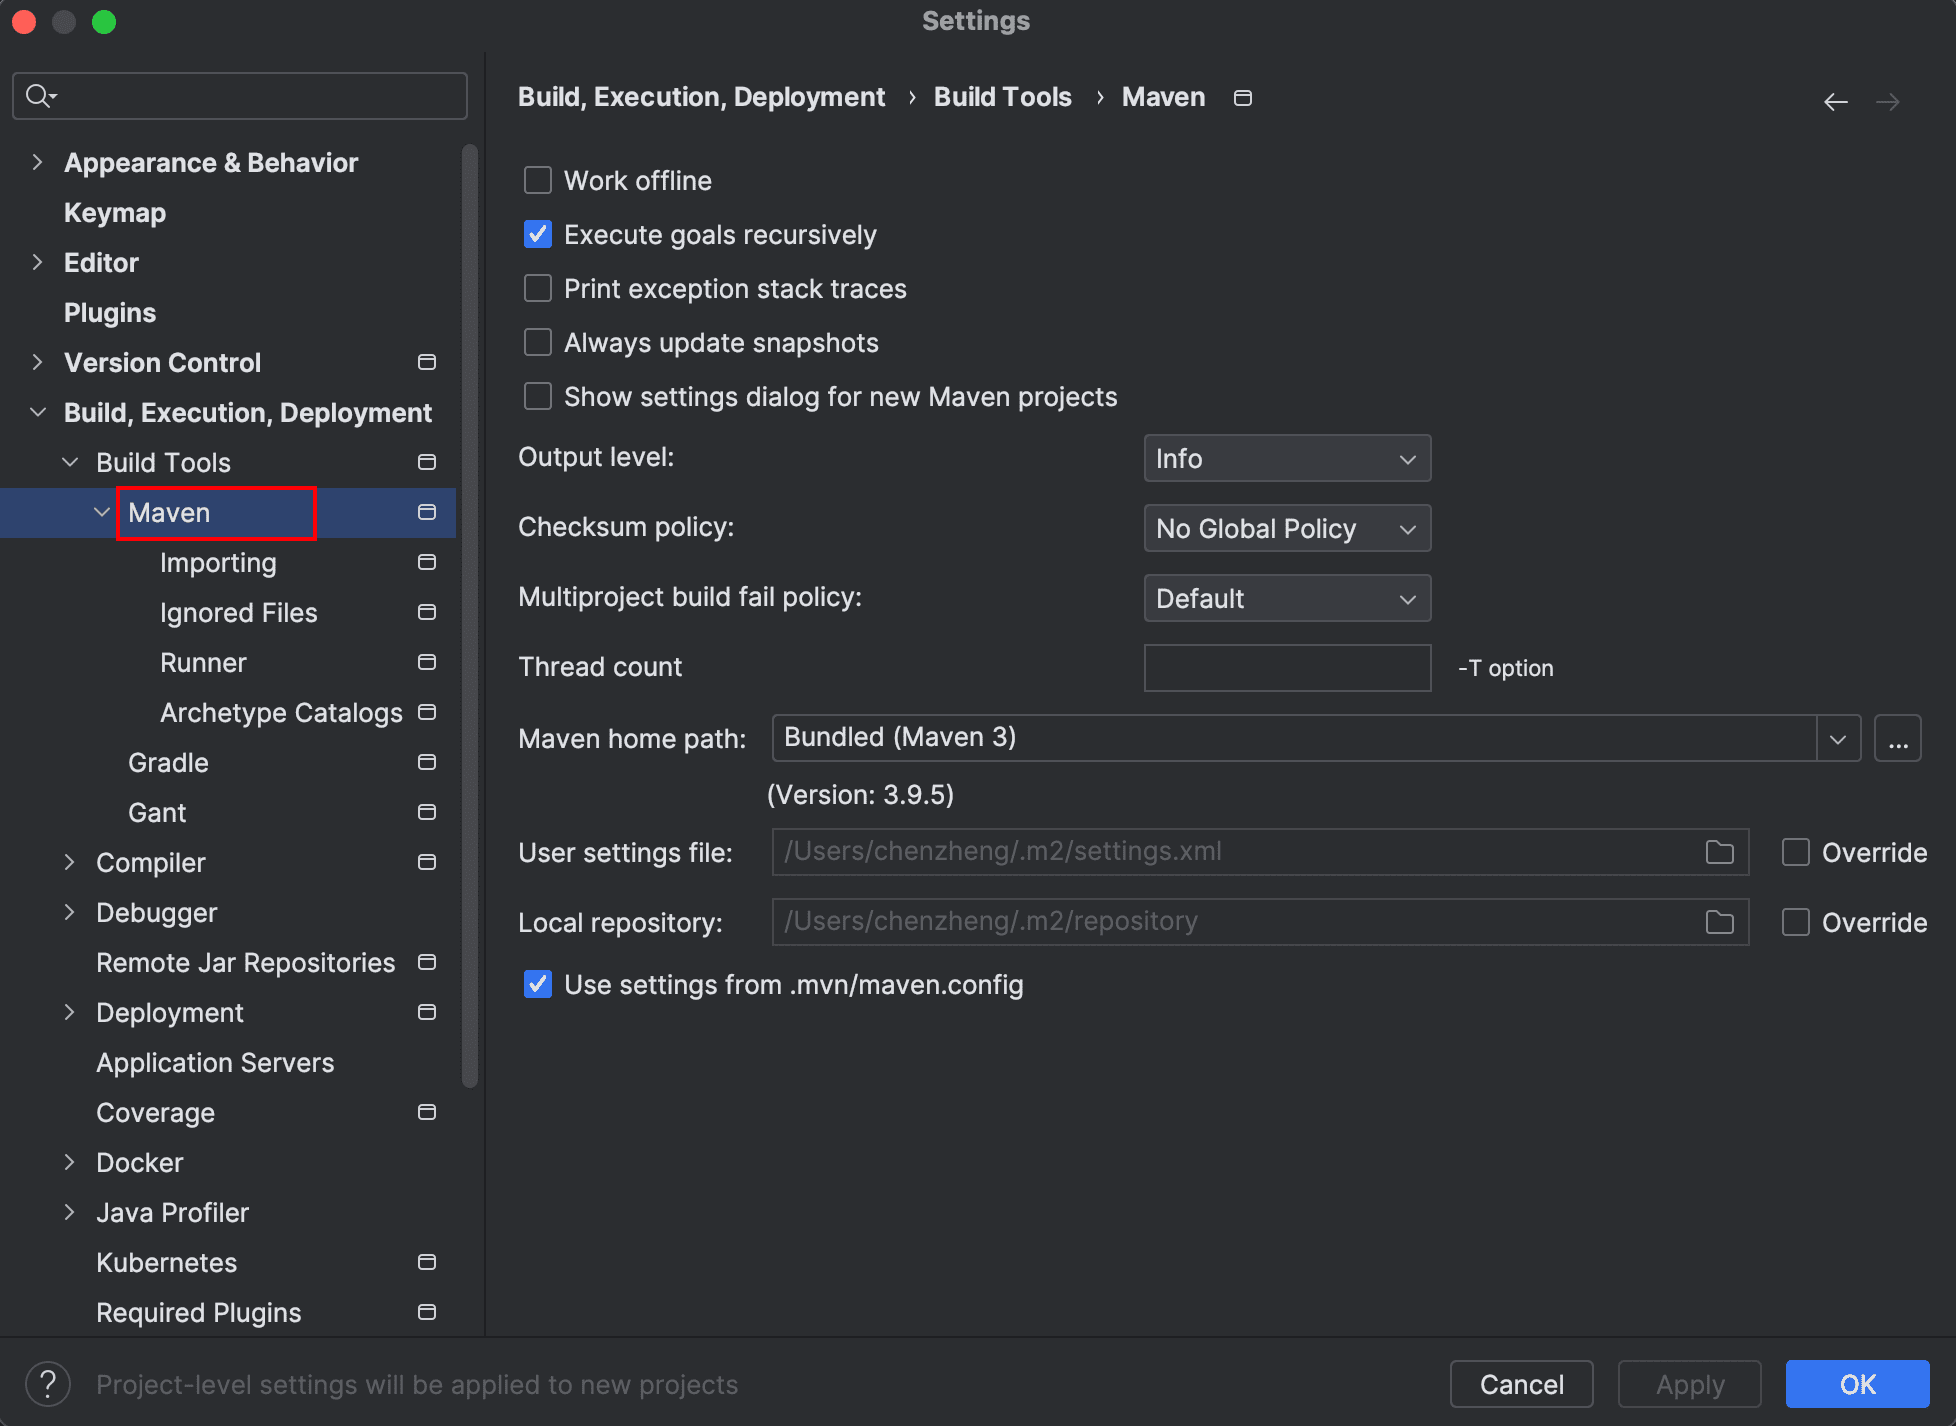 Settings
Appearance & Behavior
Keymap
Editor
Plugins
Version Control
Build, Execution, Deployment
Build Tools
Maven
Importing
Ignored Files
Runner
Archetype Catalogs
Gradle
Gant
Compiler
Debugger
Remote Jar Repositories
Deployment
Application Servers
Coverage
Docker
Java Profiler
Kubernetes
Required Plugins
Build, Execution, Deployment › Build Tools › Maven
Work offline
Execute goals recursively
Print exception stack traces
Always update snapshots
Show settings dialog for new Maven projects
Output level: Info
Checksum policy: No Global Policy
Multiproject build fail policy: Default
Thread count -T option
Maven home path: Bundled (Maven 3) ...
(Version: 3.9.5)
User settings file: /Users/chenzheng/.m2/settings.xml Override
Local repository: /Users/chenzheng/.m2/repository Override
Use settings from .mvn/maven.config
? Project-level settings will be applied to new projects Cancel Apply OK